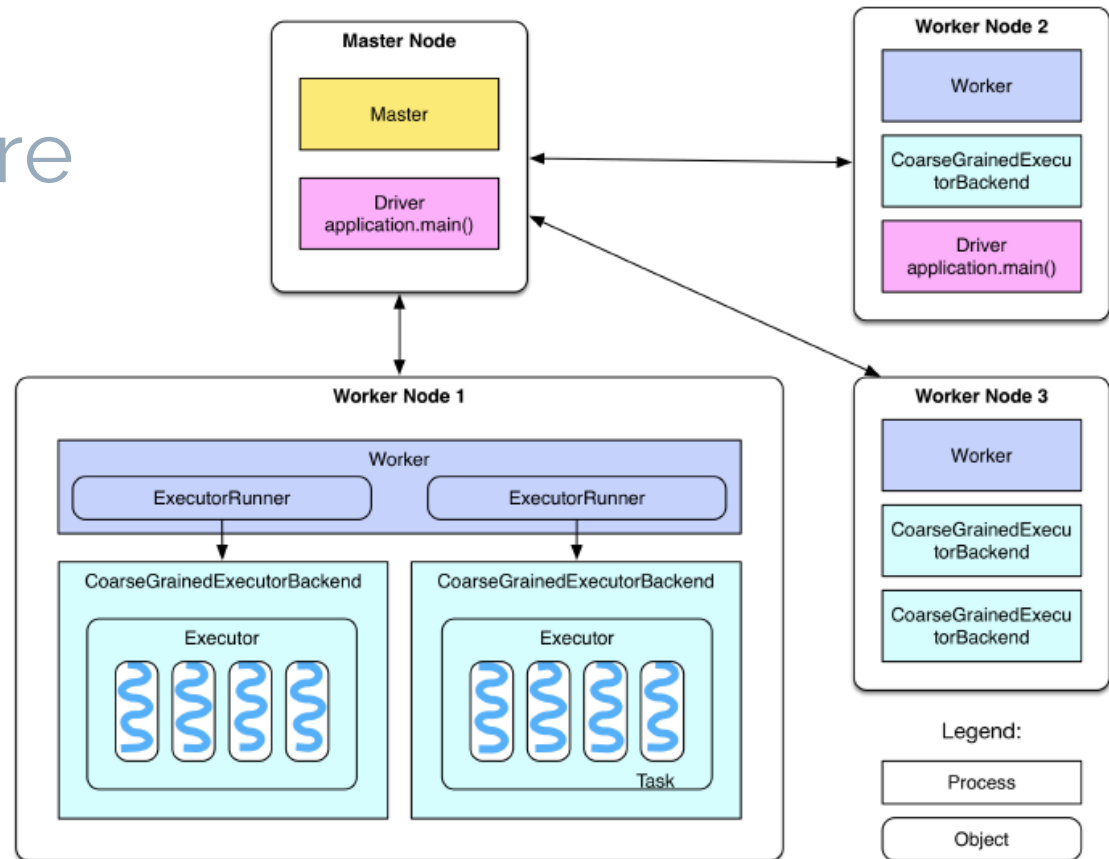 re
Master Node
Master
Driver
application.main()
Worker Node 2
Worker
CoarseGrainedExecu
torBackend
Driver
application.main()
Worker Node 1
Worker
ExecutorRunner
ExecutorRunner
CoarseGrainedExecutorBackend
Executor
CoarseGrainedExecutorBackend
Executor
Task
Worker Node 3
Worker
CoarseGrainedExecu
torBackend
CoarseGrainedExecu
torBackend
Legend:
Process
Object